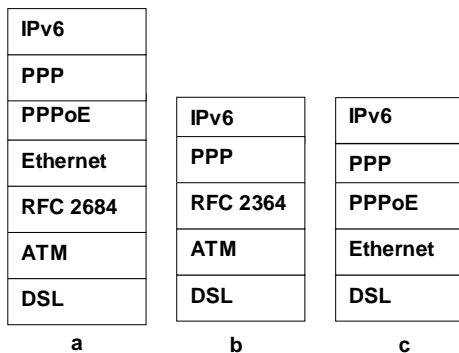 IPv6
PPP
PPPoE
Ethernet
RFC 2684
ATM
DSL
a
IPv6
PPP
RFC 2364
ATM
DSL
b
IPv6
PPP
PPPoE
Ethernet
DSL
c